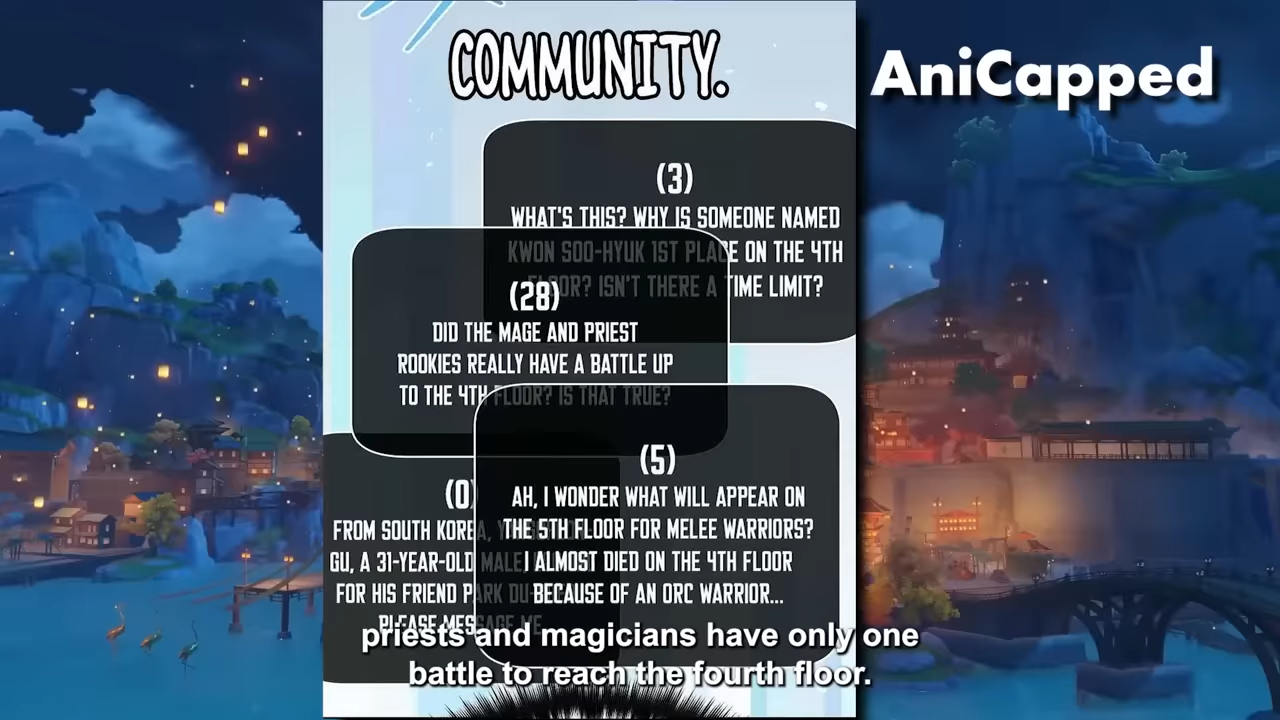 COMMUNITY.
AniCapped
(3)
WHAT'S THIS? WHY IS SOMEONE NAMED
KWON SOO-HYUK 1ST PLACE ON THE 4TH
FLOOR? ISN'T THERE A TIME LIMIT?
(28)
DID THE MAGE AND PRIEST
ROOKIES REALLY HAVE A BATTLE UP
TO THE 4TH FLOOR? IS THAT TRUE?
(5)
AH, I WONDER WHAT WILL APPEAR ON
THE 5TH FLOOR FOR MELEE WARRIORS?
I ALMOST DIED ON THE 4TH FLOOR
BECAUSE OF AN ORC WARRIOR...
(0)
FROM SOUTH KOREA,
GU, A 31-YEAR-OLD MALE,
FOR HIS FRIEND PARK DU
PLEASE MESSAGE ME
priests and magicians have only one
battle to reach the fourth floor.